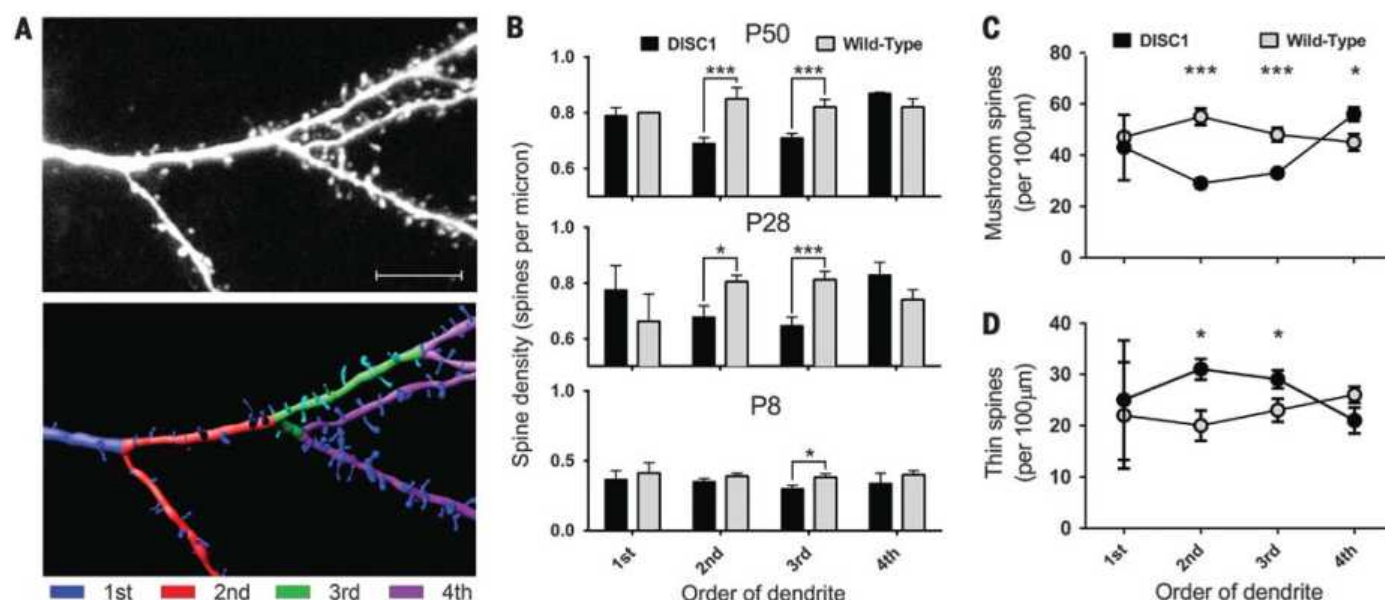 A
1st 2nd 3rd 4th
B
DISC1 Wild-Type
P50
***
***
1.0
0.8
0.6
P28
*
***
1.0
0.8
0.6
P8
*
1.0
0.5
0.0
Spine density (spines per micron)
1st 2nd 3rd 4th
Order of dendrite
C
DISC1 Wild-Type
*** *** *
80
60
40
20
0
Mushroom spines
(per 100µm)
D
* *
40
30
20
10
0
Thin spines
(per 100µm)
1st 2nd 3rd 4th
Order of dendrite